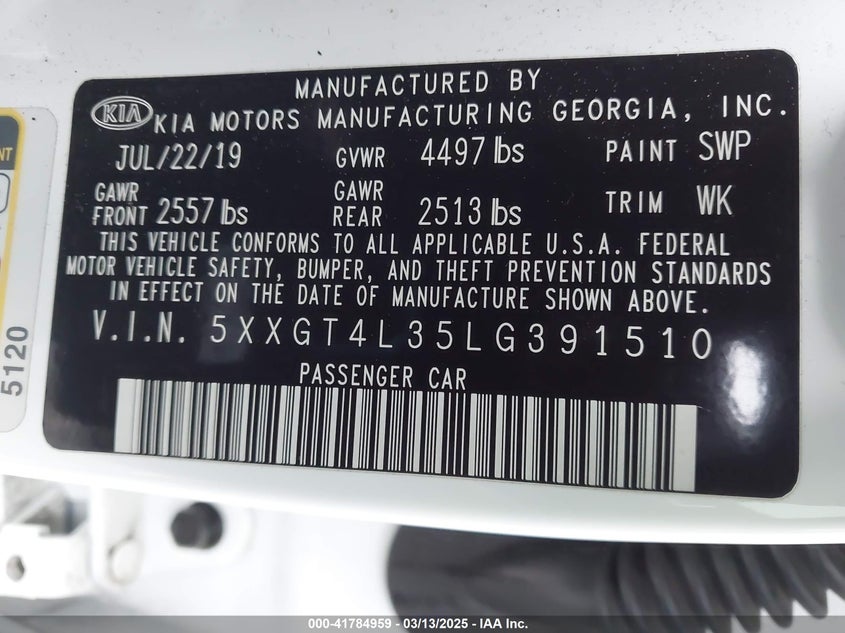 MANUFACTURED BY
KIA KIA MOTORS MANUFACTURING GEORGIA, INC.
JUL/22/19 GVWR 4497 lbs PAINT SWP
GAWR FRONT 2557 lbs GAWR REAR 2513 lbs TRIM WK
THIS VEHICLE CONFORMS TO ALL APPLICABLE U.S.A. FEDERAL
MOTOR VEHICLE SAFETY, BUMPER, AND THEFT PREVENTION STANDARDS
IN EFFECT ON THE DATE OF MANUFACTURE SHOWN ABOVE.
V.I.N. 5XXGT4L35LG391510
PASSENGER CAR
5120
000-41784959 — 03/13/2025 — IAA Inc.